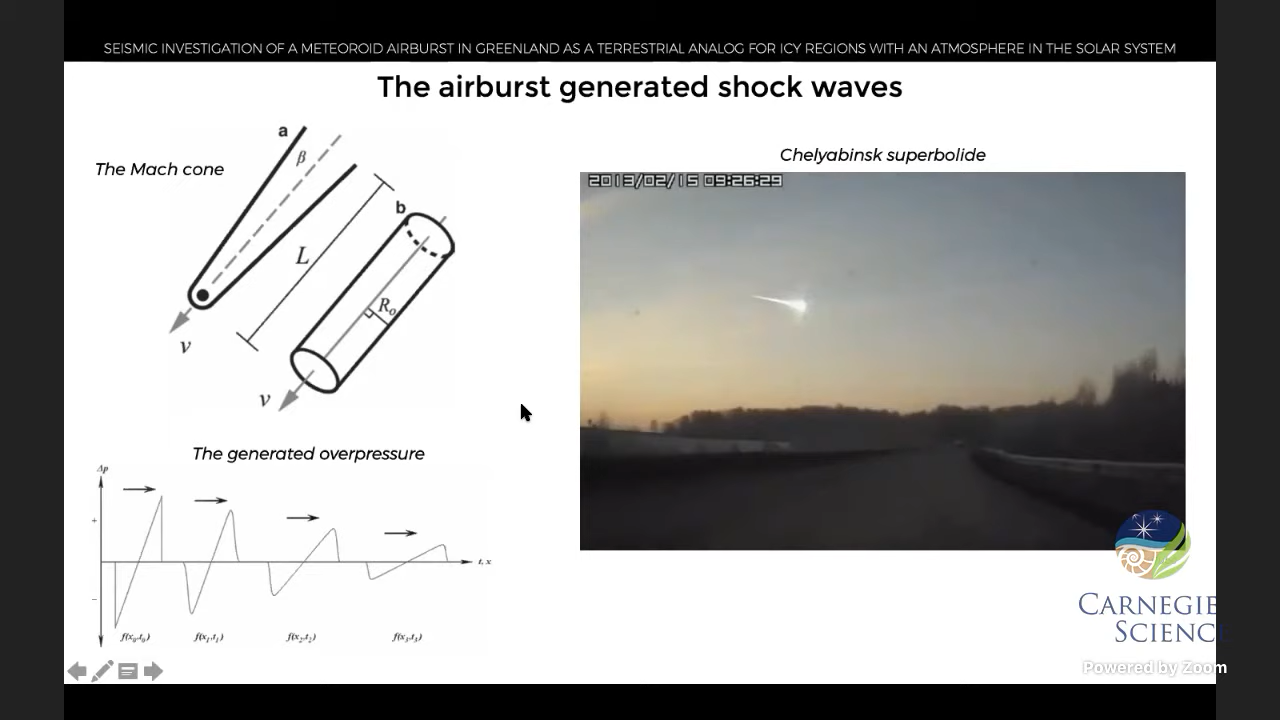 SEISMIC INVESTIGATION OF A METEOROID AIRBURST IN GREENLAND AS A TERRESTRIAL ANALOG FOR ICY REGIONS WITH AN ATMOSPHERE IN THE SOLAR SYSTEM
The airburst generated shock waves
The Mach cone
a
β
b
L
R₀
v
v
Chelyabinsk superbolide
2013/02/15 09:26:29
The generated overpressure
Δp
+
−
t, x
f(x₀,t₀)
f(x₁,t₁)
f(x₂,t₂)
f(x₃,t₃)
CARNEGIE
SCIENCE
Powered by Zoom